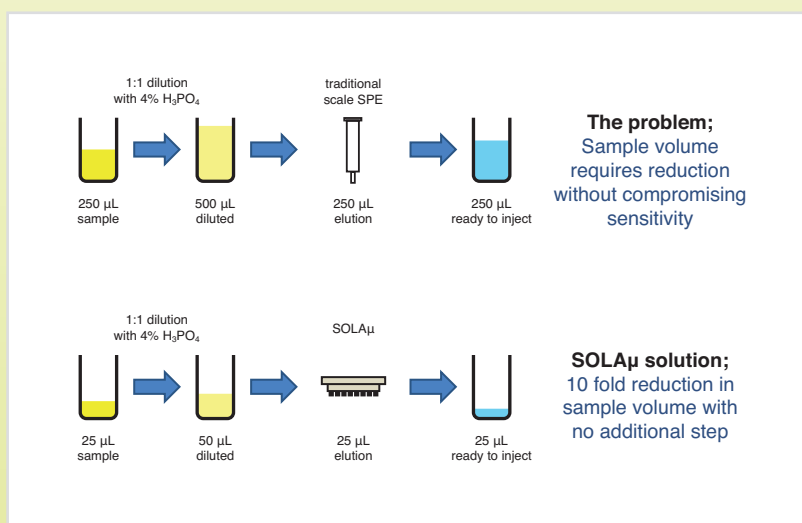 1:1 dilution
with 4% H₃PO₄
traditional
scale SPE
250 µL
sample
500 µL
diluted
250 µL
elution
250 µL
ready to inject
The problem;
Sample volume
requires reduction
without compromising
sensitivity
1:1 dilution
with 4% H₃PO₄
SOLAµ
25 µL
sample
50 µL
diluted
25 µL
elution
25 µL
ready to inject
SOLAµ solution;
10 fold reduction in
sample volume with
no additional step